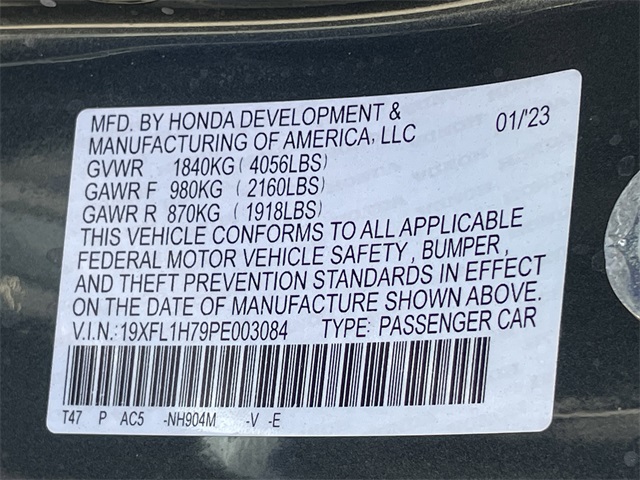 MFD. BY HONDA DEVELOPMENT & 01/'23
MANUFACTURING OF AMERICA, LLC
GVWR 1840KG ( 4056LBS)
GAWR F 980KG ( 2160LBS)
GAWR R 870KG ( 1918LBS)
THIS VEHICLE CONFORMS TO ALL APPLICABLE
FEDERAL MOTOR VEHICLE SAFETY, BUMPER,
AND THEFT PREVENTION STANDARDS IN EFFECT
ON THE DATE OF MANUFACTURE SHOWN ABOVE.
V.I.N.:19XFL1H79PE003084 TYPE: PASSENGER CAR
T47 P AC5 -NH904M -V -E